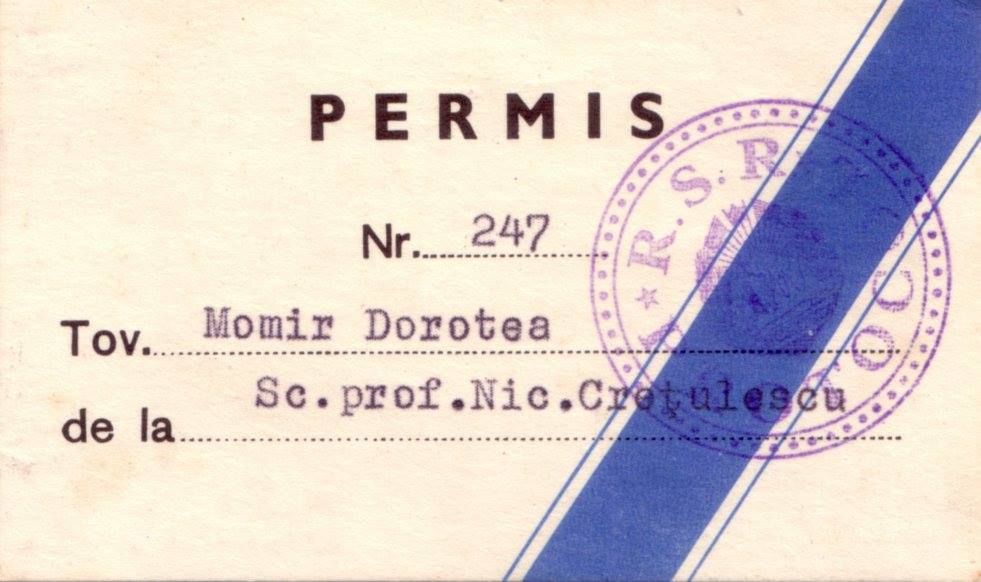 PERMIS
Nr. 247
Tov. Momir Dorotea
de la Sc.prof.Nic.Crețulescu
R.S.R.